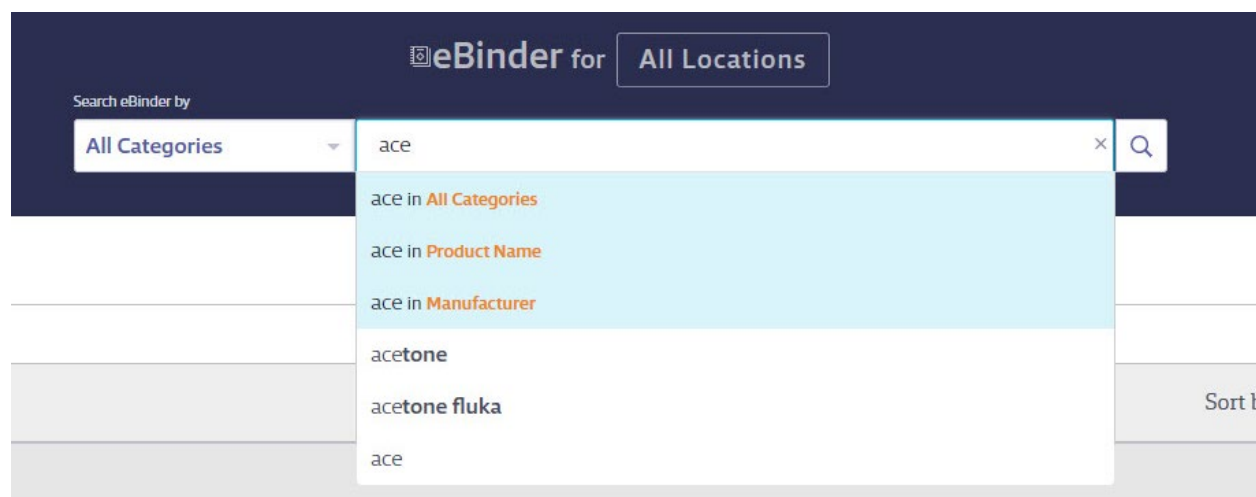 eBinder for All Locations
Search eBinder by
All Categories ace
ace in All Categories
ace in Product Name
ace in Manufacturer
acetone
acetone fluka
Sort b
ace